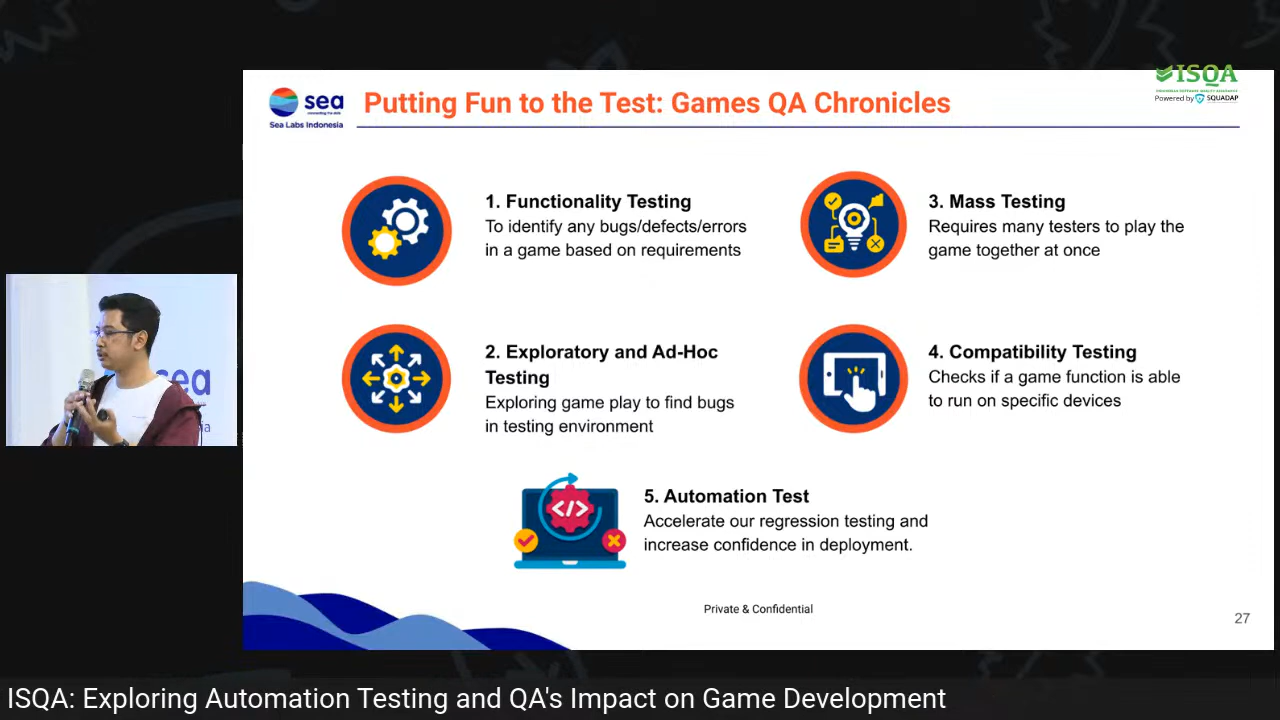 ISQA
Powered by SQUADAP
sea
Sea Labs Indonesia
Putting Fun to the Test: Games QA Chronicles
1. Functionality Testing
To identify any bugs/defects/errors
in a game based on requirements
2. Exploratory and Ad-Hoc
Testing
Exploring game play to find bugs
in testing environment
3. Mass Testing
Requires many testers to play the
game together at once
4. Compatibility Testing
Checks if a game function is able
to run on specific devices
</>
5. Automation Test
Accelerate our regression testing and
increase confidence in deployment.
Private & Confidential
27
sea
ia
ISQA: Exploring Automation Testing and QA's Impact on Game Development